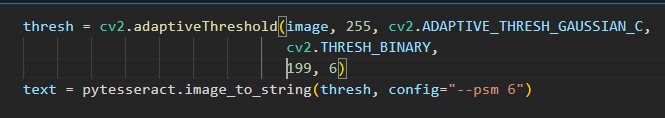 thresh = cv2.adaptiveThreshold(image, 255, cv2.ADAPTIVE_THRESH_GAUSSIAN_C,
cv2.THRESH_BINARY,
199, 6)
text = pytesseract.image_to_string(thresh, config="--psm 6")